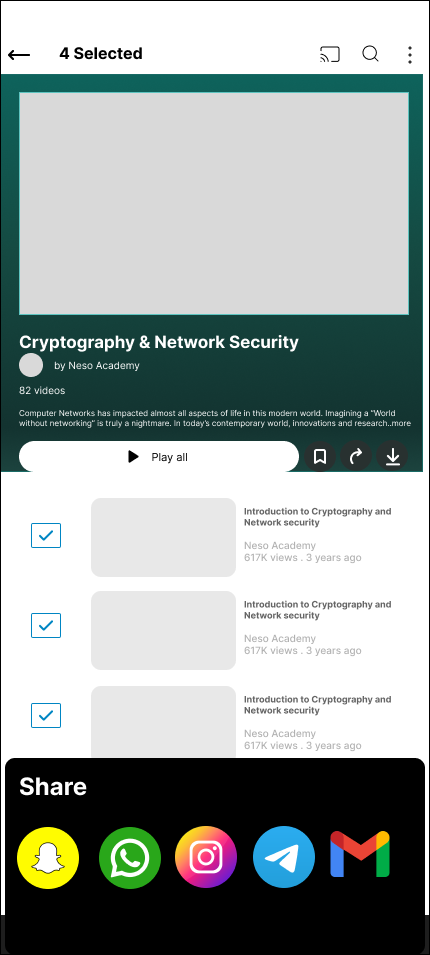 4 Selected
Cryptography & Network Security
by Neso Academy
82 videos
Computer Networks has impacted almost all aspects of life in this modern world. Imagining a "World
without networking" is truly a nightmare. In today's contemporary world, innovations and research..more
Play all
Introduction to Cryptography and
Network security
Neso Academy
617K views . 3 years ago
Introduction to Cryptography and
Network security
Neso Academy
617K views . 3 years ago
Introduction to Cryptography and
Network security
Neso Academy
617K views . 3 years ago
Share